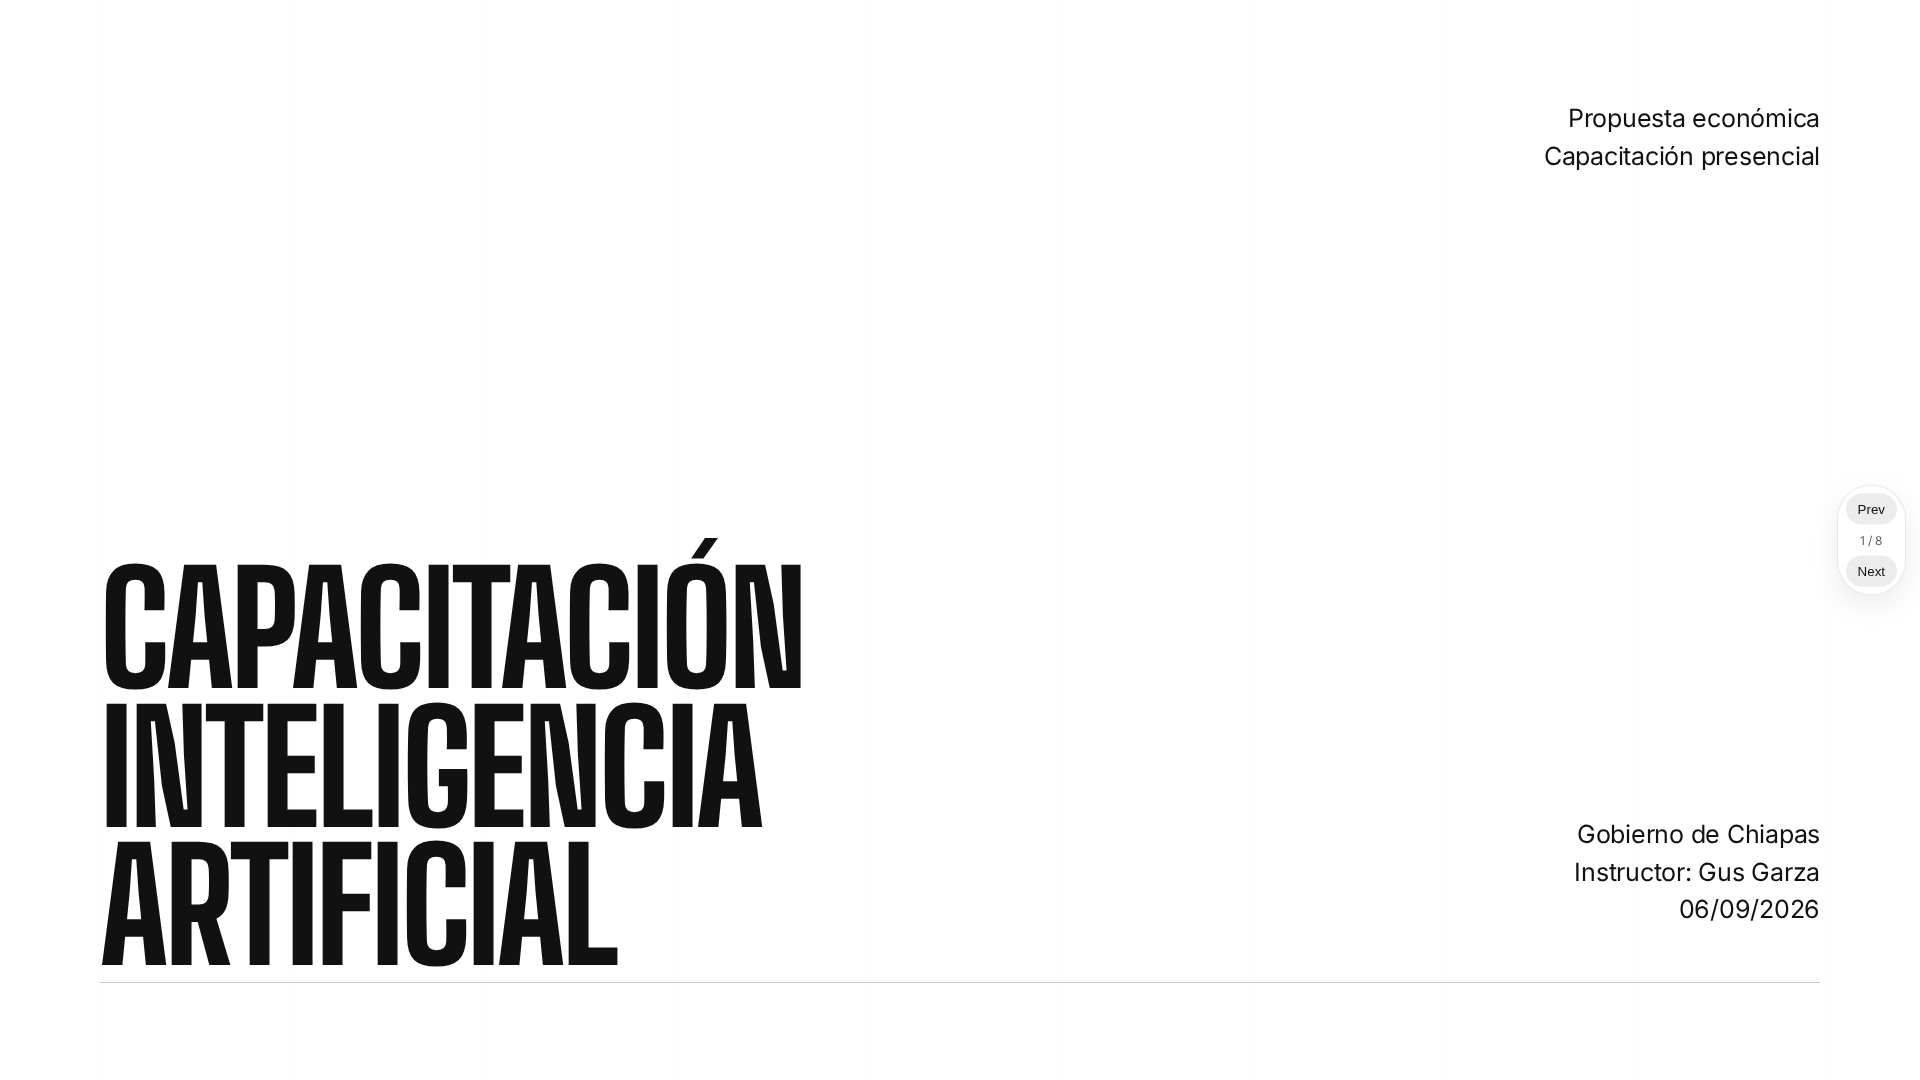 Propuesta económica
Capacitación presencial
Prev
1 / 8
Next
CAPACITACIÓN
INTELIGENCIA
ARTIFICIAL
Gobierno de Chiapas
Instructor: Gus Garza
06/09/2026